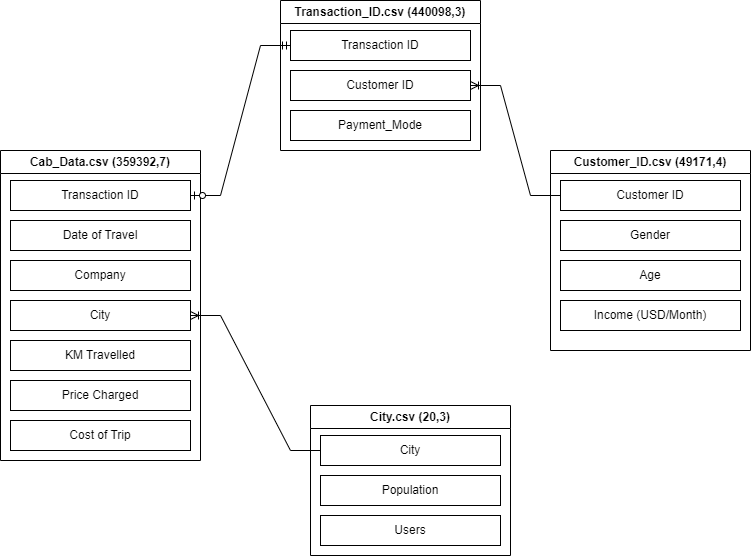 Transaction_ID.csv (440098,3)
Transaction ID
Customer ID
Payment_Mode
Cab_Data.csv (359392,7)
Transaction ID
Date of Travel
Company
City
KM Travelled
Price Charged
Cost of Trip
Customer_ID.csv (49171,4)
Customer ID
Gender
Age
Income (USD/Month)
City.csv (20,3)
City
Population
Users